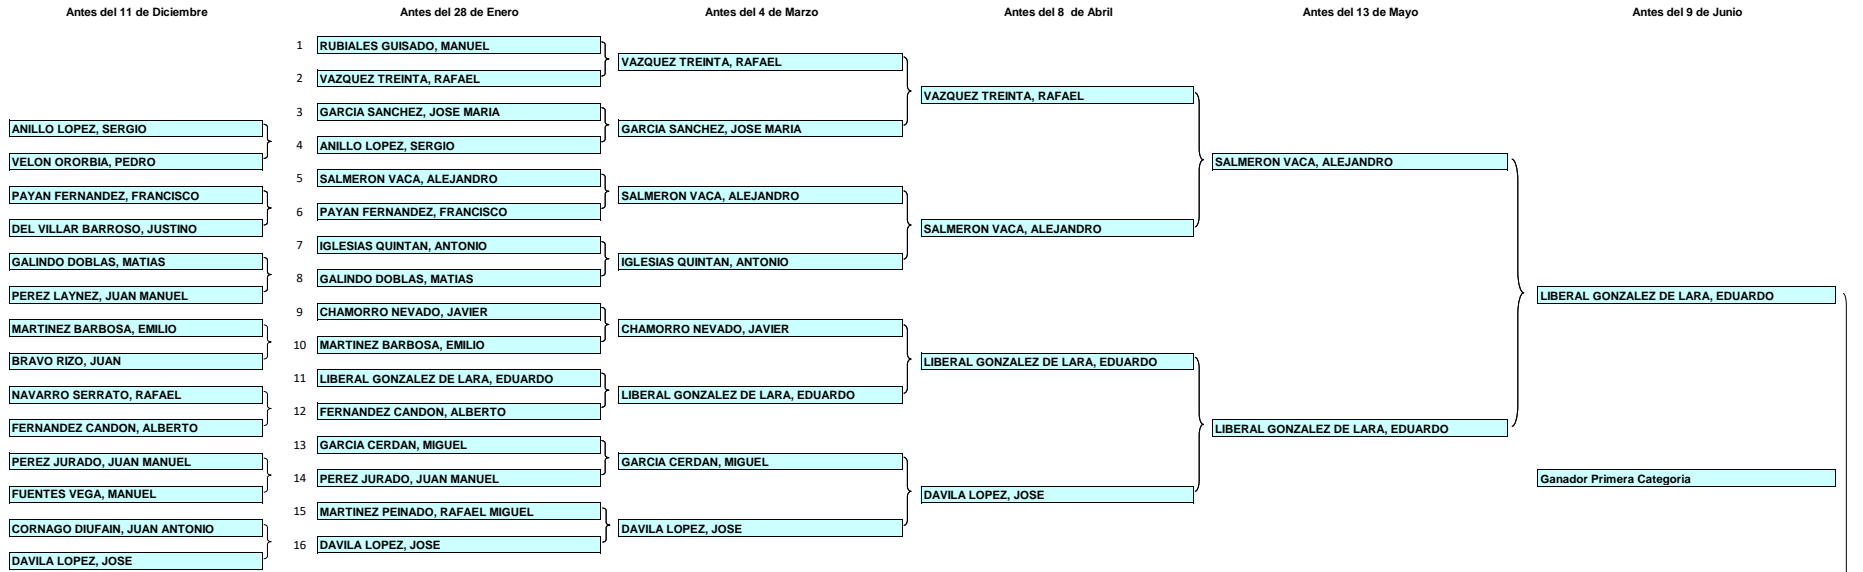 Antes del 11 de Diciembre
Antes del 28 de Enero
Antes del 4 de Marzo
Antes del 8 de Abril
Antes del 13 de Mayo
Antes del 9 de Junio
ANILLO LOPEZ, SERGIO
VELON ORORBIA, PEDRO
PAYAN FERNANDEZ, FRANCISCO
DEL VILLAR BARROSO, JUSTINO
GALINDO DOBLAS, MATIAS
PEREZ LAYNEZ, JUAN MANUEL
MARTINEZ BARBOSA, EMILIO
BRAVO RIZO, JUAN
NAVARRO SERRATO, RAFAEL
FERNANDEZ CANDON, ALBERTO
PEREZ JURADO, JUAN MANUEL
FUENTES VEGA, MANUEL
CORNAGO DIUFAIN, JUAN ANTONIO
DAVILA LOPEZ, JOSE
1 RUBIALES GUISADO, MANUEL
2 VAZQUEZ TREINTA, RAFAEL
3 GARCIA SANCHEZ, JOSE MARIA
4 ANILLO LOPEZ, SERGIO
5 SALMERON VACA, ALEJANDRO
6 PAYAN FERNANDEZ, FRANCISCO
7 IGLESIAS QUINTAN, ANTONIO
8 GALINDO DOBLAS, MATIAS
9 CHAMORRO NEVADO, JAVIER
10 MARTINEZ BARBOSA, EMILIO
11 LIBERAL GONZALEZ DE LARA, EDUARDO
12 FERNANDEZ CANDON, ALBERTO
13 GARCIA CERDAN, MIGUEL
14 PEREZ JURADO, JUAN MANUEL
15 MARTINEZ PEINADO, RAFAEL MIGUEL
16 DAVILA LOPEZ, JOSE
VAZQUEZ TREINTA, RAFAEL
GARCIA SANCHEZ, JOSE MARIA
SALMERON VACA, ALEJANDRO
IGLESIAS QUINTAN, ANTONIO
CHAMORRO NEVADO, JAVIER
LIBERAL GONZALEZ DE LARA, EDUARDO
GARCIA CERDAN, MIGUEL
DAVILA LOPEZ, JOSE
VAZQUEZ TREINTA, RAFAEL
SALMERON VACA, ALEJANDRO
LIBERAL GONZALEZ DE LARA, EDUARDO
DAVILA LOPEZ, JOSE
SALMERON VACA, ALEJANDRO
LIBERAL GONZALEZ DE LARA, EDUARDO
LIBERAL GONZALEZ DE LARA, EDUARDO
Ganador Primera Categoria